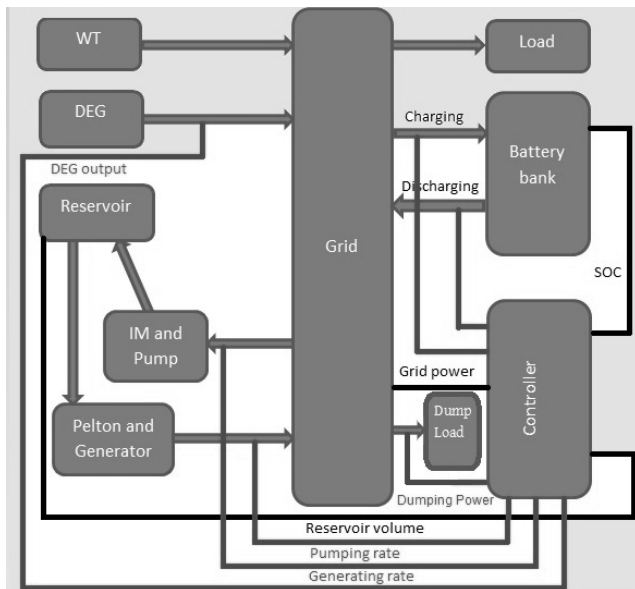 WT
Load
DEG
Charging
Battery
bank
DEG output
Discharging
Reservoir
Grid
SOC
IM and
Pump
Grid power
Controller
Dump
Load
Pelton and
Generator
Dumping Power
Reservoir volume
Pumping rate
Generating rate